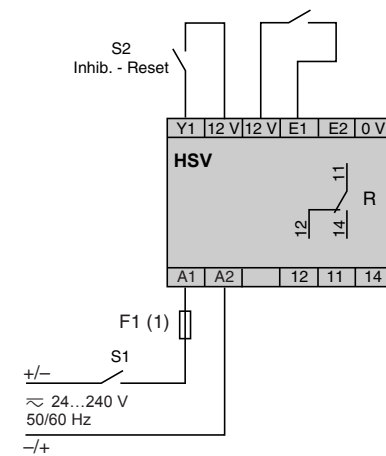 S2
Inhib. - Reset
Y1 12 V 12 V E1 E2 0 V
HSV
11
R
12 14
A1 A2 12 11 14
F1 (1)
S1
+/–
⩬ 24...240 V
50/60 Hz
–/+